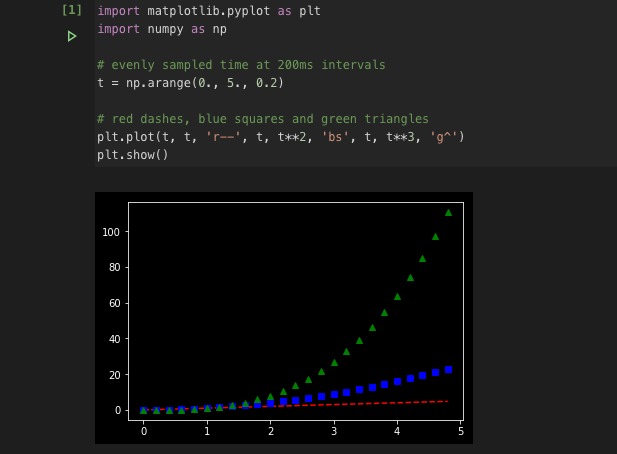 [1] import matplotlib.pyplot as plt
import numpy as np
# evenly sampled time at 200ms intervals
t = np.arange(0., 5., 0.2)
# red dashes, blue squares and green triangles
plt.plot(t, t, 'r--', t, t**2, 'bs', t, t**3, 'g^')
plt.show()
100
80
60
40
20
0
0 1 2 3 4 5